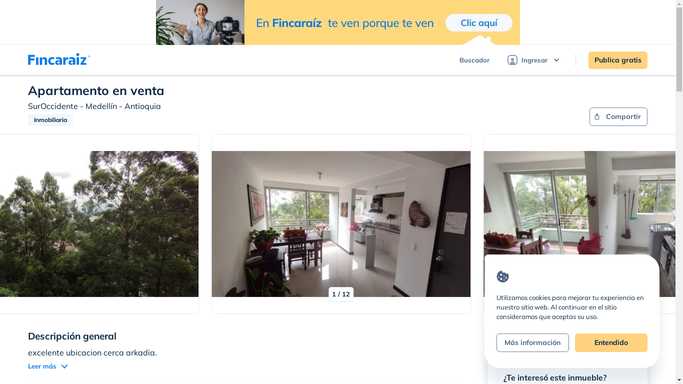 En Fincaraíz te ven porque te ven
Clic aquí
Fincaraiz
Buscador
Ingresar
Publica gratis
Apartamento en venta
SurOccidente - Medellín - Antioquia
Inmobiliaria
Compartir
1 / 12
Utilizamos cookies para mejorar tu experiencia en
nuestro sitio web. Al continuar en el sitio
consideramos que aceptas su uso.
Más información
Entendido
Descripción general
excelente ubicacion cerca arkadia.
Leer más
¿Te interesó este inmueble?